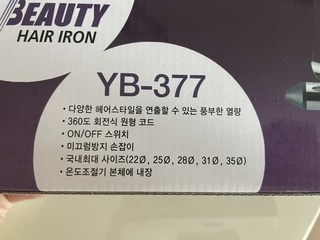 BEAUTY
HAIR IRON
YB-377
· 다양한 헤어스타일을 연출할 수 있는 풍부한 열량
· 360도 회전식 원형 코드
· ON/OFF 스위치
· 미끄럼방지 손잡이
· 국내최대 사이즈(22Ø, 25Ø, 28Ø, 31Ø, 35Ø)
· 온도조절기 본체에 내장